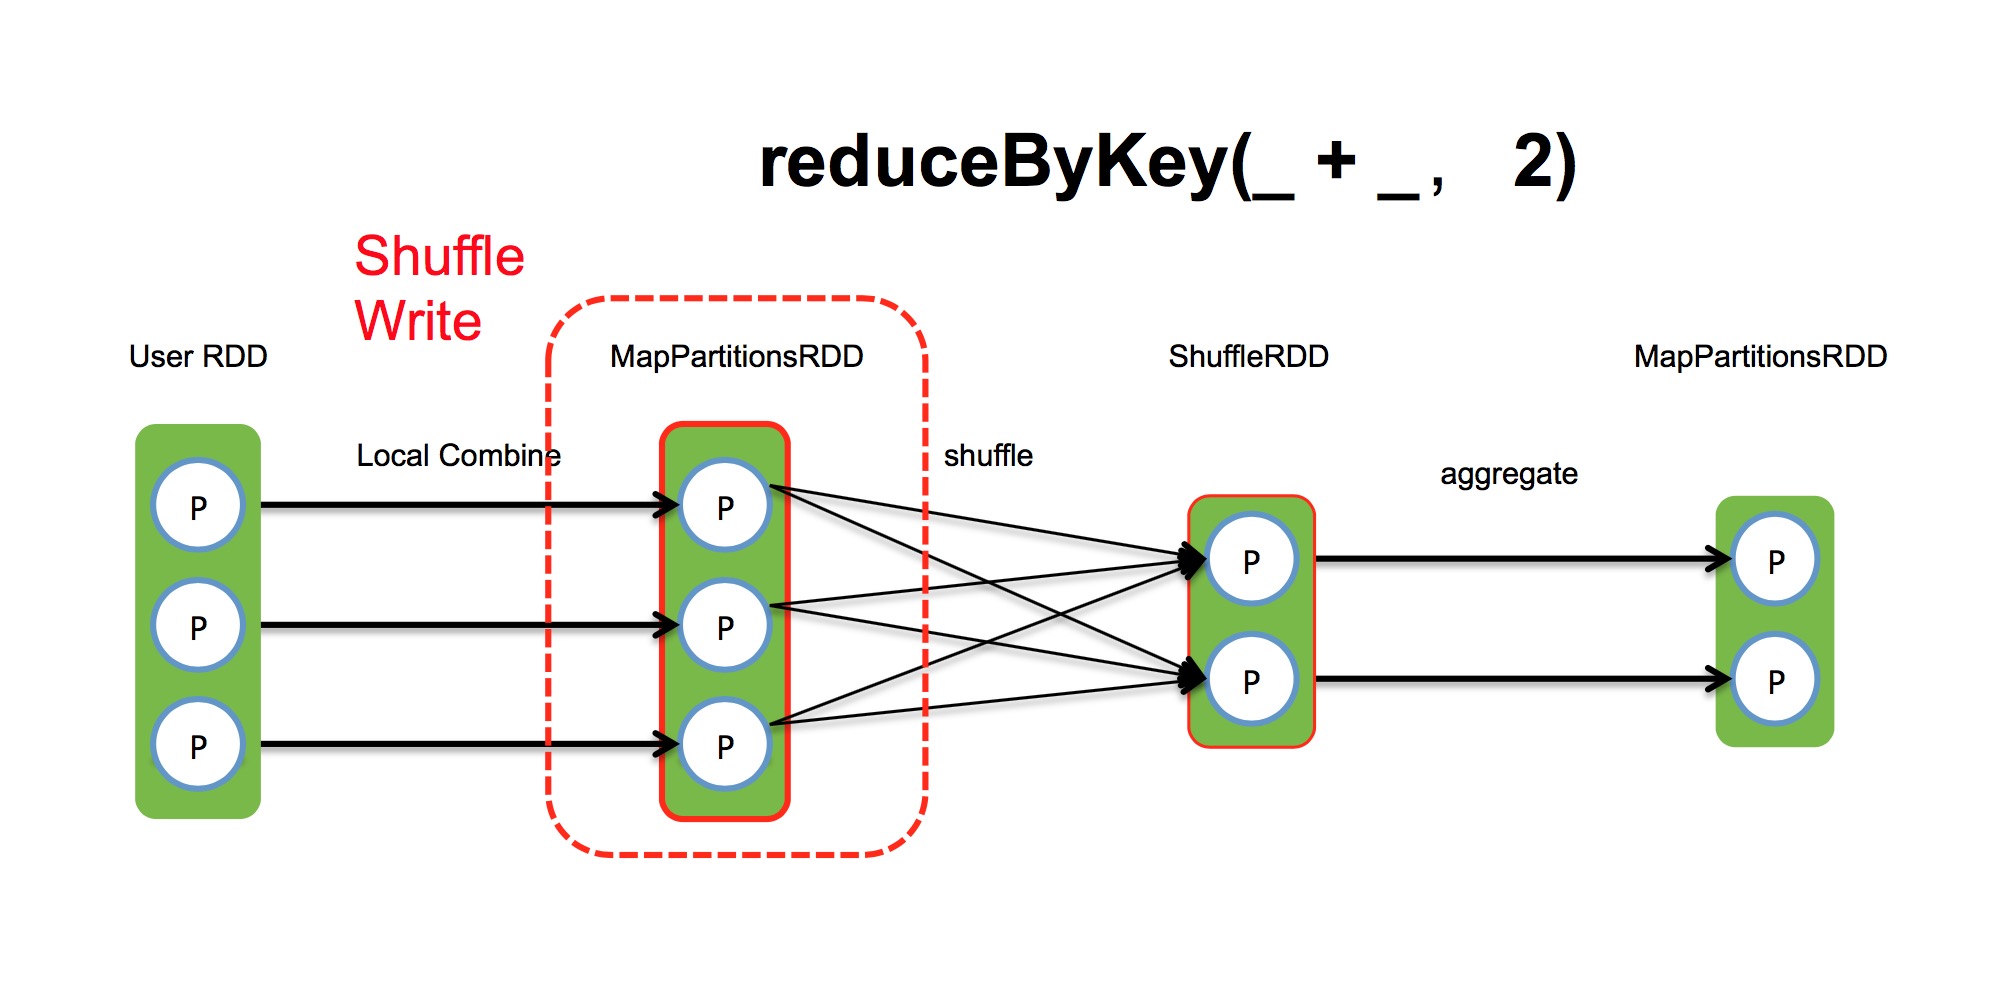 reduceByKey(_ + _, 2)
Shuffle
Write
User RDD
MapPartitionsRDD
ShuffleRDD
MapPartitionsRDD
Local Combine
shuffle
aggregate
P
P
P
P
P
P
P
P
P
P